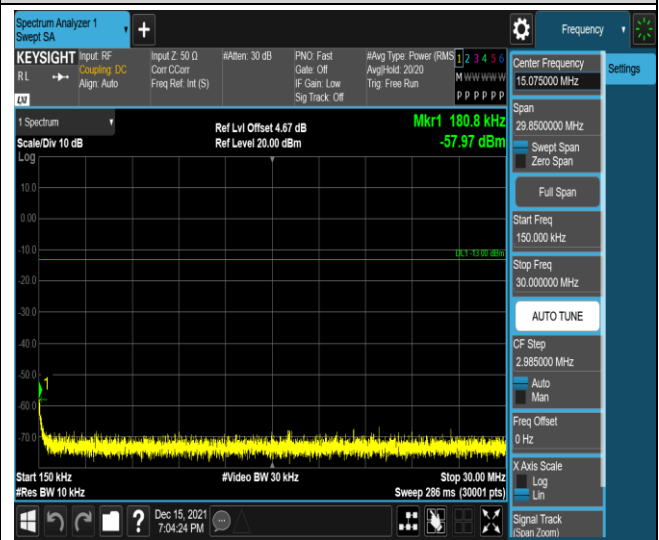 Spectrum Analyzer 1
Swept SA
Frequency
KEYSIGHT
RL
LXI
Input: RF
Coupling: DC
Align: Auto
Input Z: 50 Ω
Corr CCorr
Freq Ref: Int (S)
#Atten: 30 dB
PNO: Fast
Gate: Off
IF Gain: Low
Sig Track: Off
#Avg Type: Power (RMS
Avg|Hold: 20/20
Trig: Free Run
1 2 3 4 5 6
M W W W W W
P P P P P P
1 Spectrum
Scale/Div 10 dB
Log
Ref Lvl Offset 4.67 dB
Ref Level 20.00 dBm
Mkr1 180.8 kHz
-57.97 dBm
10.0
0.00
-10.0
DL1 -13.00 dBm
-20.0
-30.0
-40.0
-50.0
1
-60.0
-70.0
Start 150 kHz
#Video BW 30 kHz
Stop 30.00 MHz
#Res BW 10 kHz
Sweep 286 ms (30001 pts)
Dec 15, 2021
7:04:24 PM
Center Frequency
15.075000 MHz
Settings
Span
29.8500000 MHz
Swept Span
Zero Span
Full Span
Start Freq
150.000 kHz
Stop Freq
30.000000 MHz
AUTO TUNE
CF Step
2.985000 MHz
Auto
Man
Freq Offset
0 Hz
X Axis Scale
Log
Lin
Signal Track
(Span Zoom)